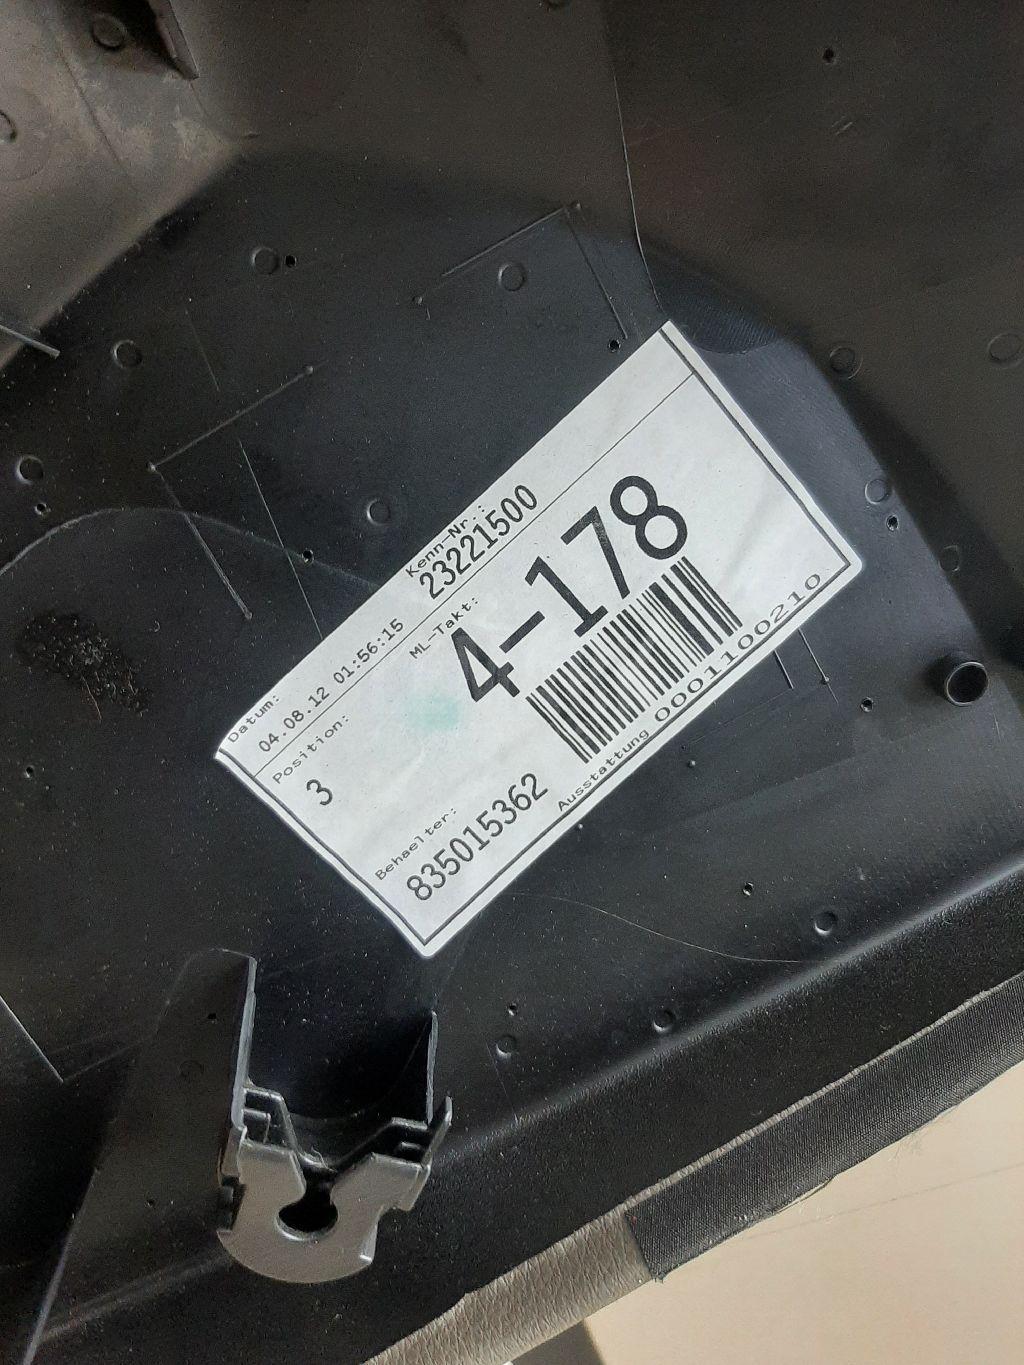 Datum:
04.08.12 01:56:15
Kenn-Nr.:
23221500
Position:
3
ML-Takt:
4-178
Behaelter:
835015362
Ausstattung 0001100210